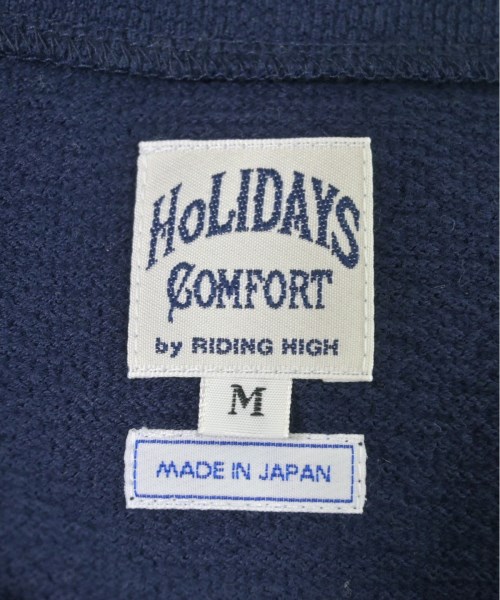 HoLIDAYS
COMFORT
by RIDING HIGH
M
MADE IN JAPAN